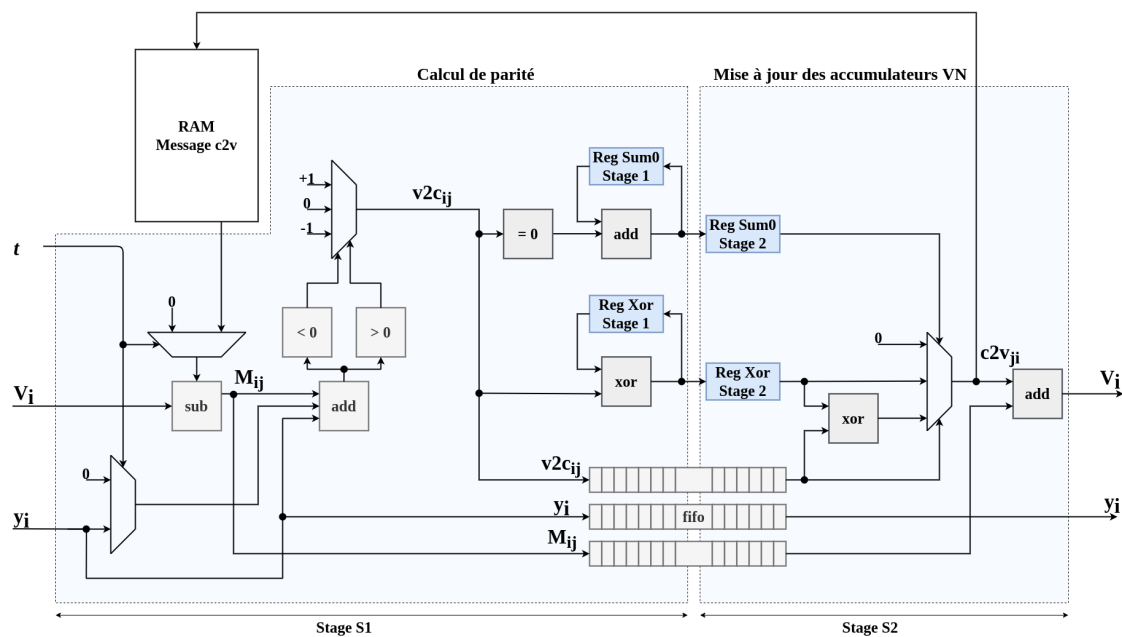 Calcul de parité
Mise à jour des accumulateurs VN
RAM
Message c2v
Reg Sum0
Stage 1
+1
0
-1
v2cij
= 0
add
Reg Sum0
Stage 2
t
0
< 0
> 0
Reg Xor
Stage 1
0
c2vji
Mij
Vi
sub
add
xor
Reg Xor
Stage 2
xor
add
Vi
0
v2cij
yi
yi
fifo
yi
Mij
Stage S1
Stage S2